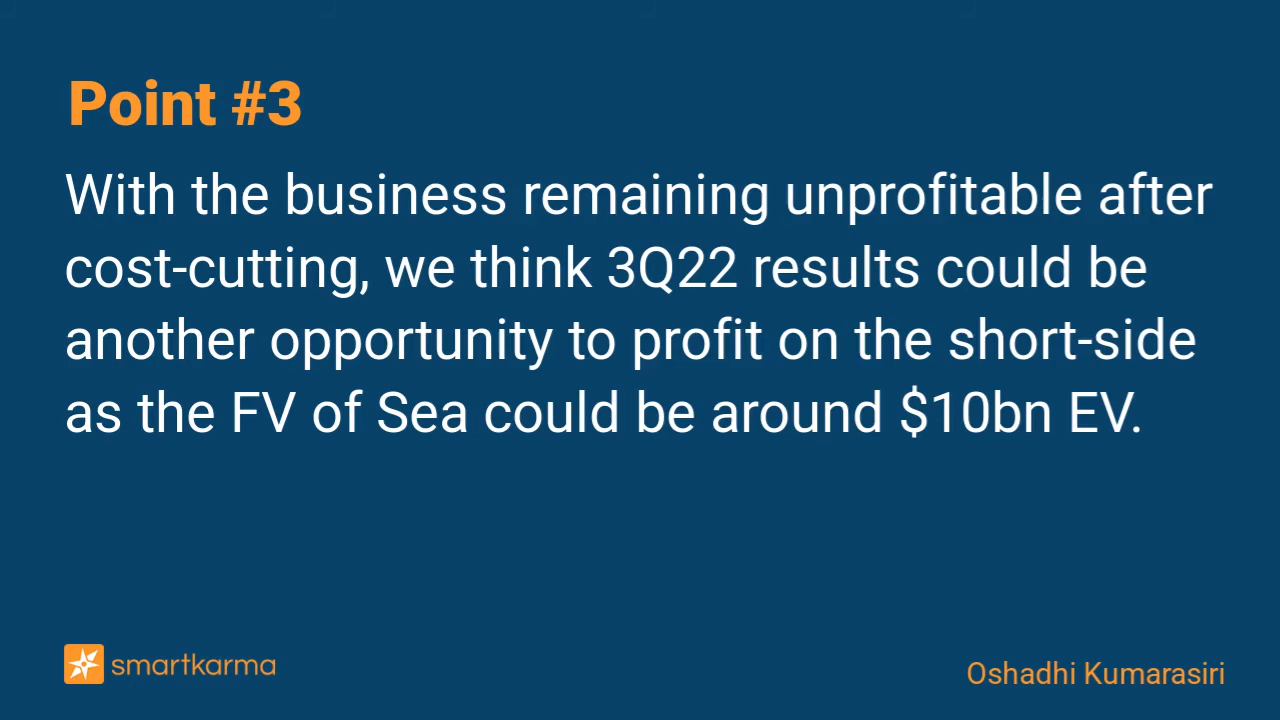 Point #3
With the business remaining unprofitable after
cost-cutting, we think 3Q22 results could be
another opportunity to profit on the short-side
as the FV of Sea could be around $10bn EV.
smartkarma
Oshadhi Kumarasiri